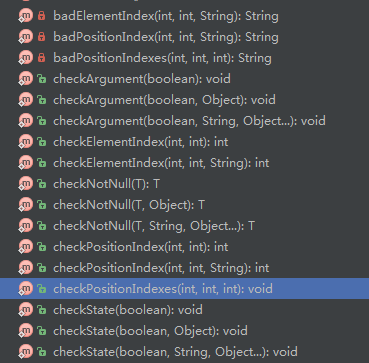 badElementIndex(int, int, String): String
badPositionIndex(int, int, String): String
badPositionIndexes(int, int, int): String
checkArgument(boolean): void
checkArgument(boolean, Object): void
checkArgument(boolean, String, Object...): void
checkElementIndex(int, int): int
checkElementIndex(int, int, String): int
checkNotNull(T): T
checkNotNull(T, Object): T
checkNotNull(T, String, Object...): T
checkPositionIndex(int, int): int
checkPositionIndex(int, int, String): int
checkPositionIndexes(int, int, int): void
checkState(boolean): void
checkState(boolean, Object): void
checkState(boolean, String, Object...): void